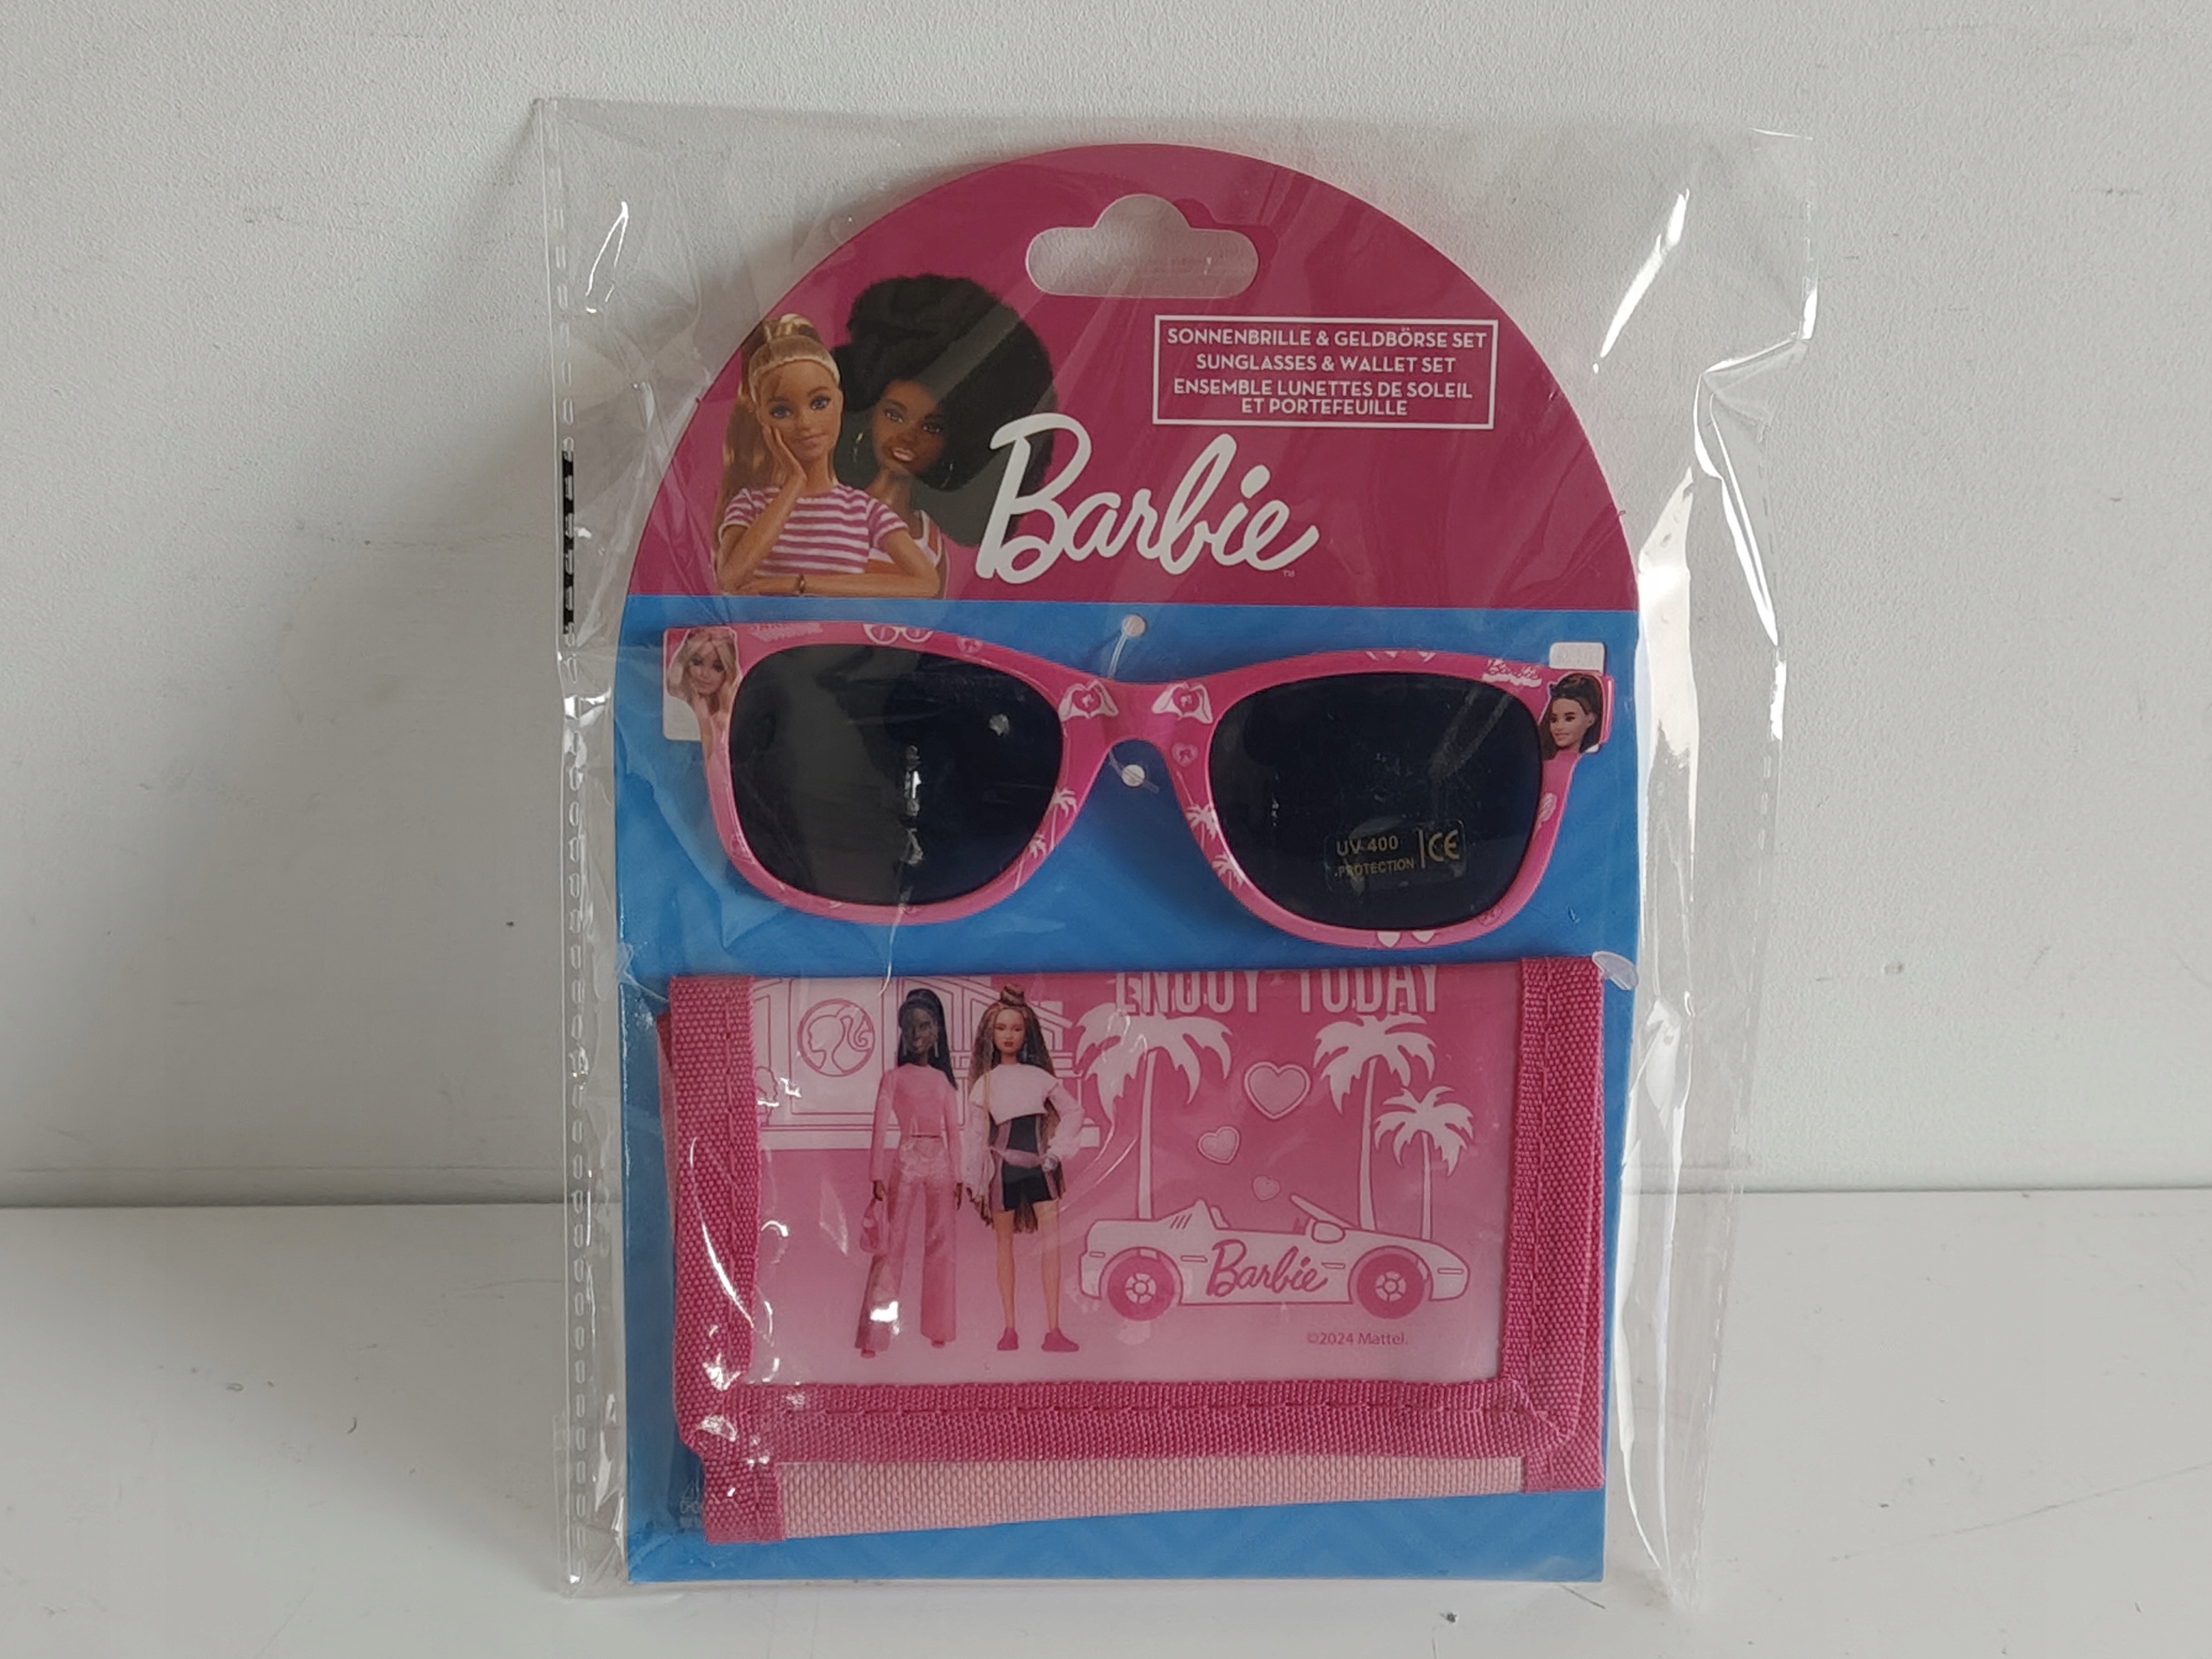 SONNENBRILLE & GELDBÖRSE SET
SUNGLASSES & WALLET SET
ENSEMBLE LUNETTES DE SOLEIL
ET PORTEFEUILLE
Barbie™
Barbie
UV 400
PROTECTION
CE
ENJOY TODAY
Barbie
©2024 Mattel.